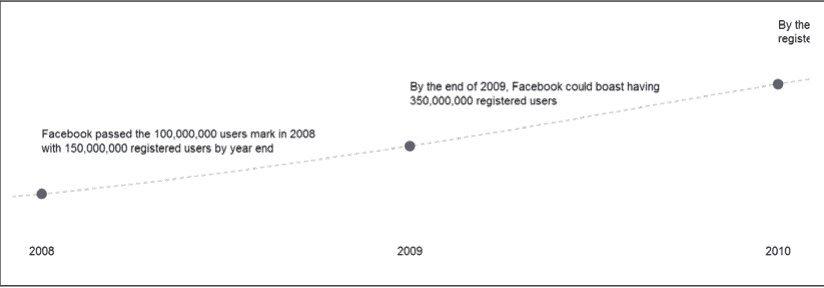 By the
registe
By the end of 2009, Facebook could boast having
350,000,000 registered users
Facebook passed the 100,000,000 users mark in 2008
with 150,000,000 registered users by year end
2008
2009
2010